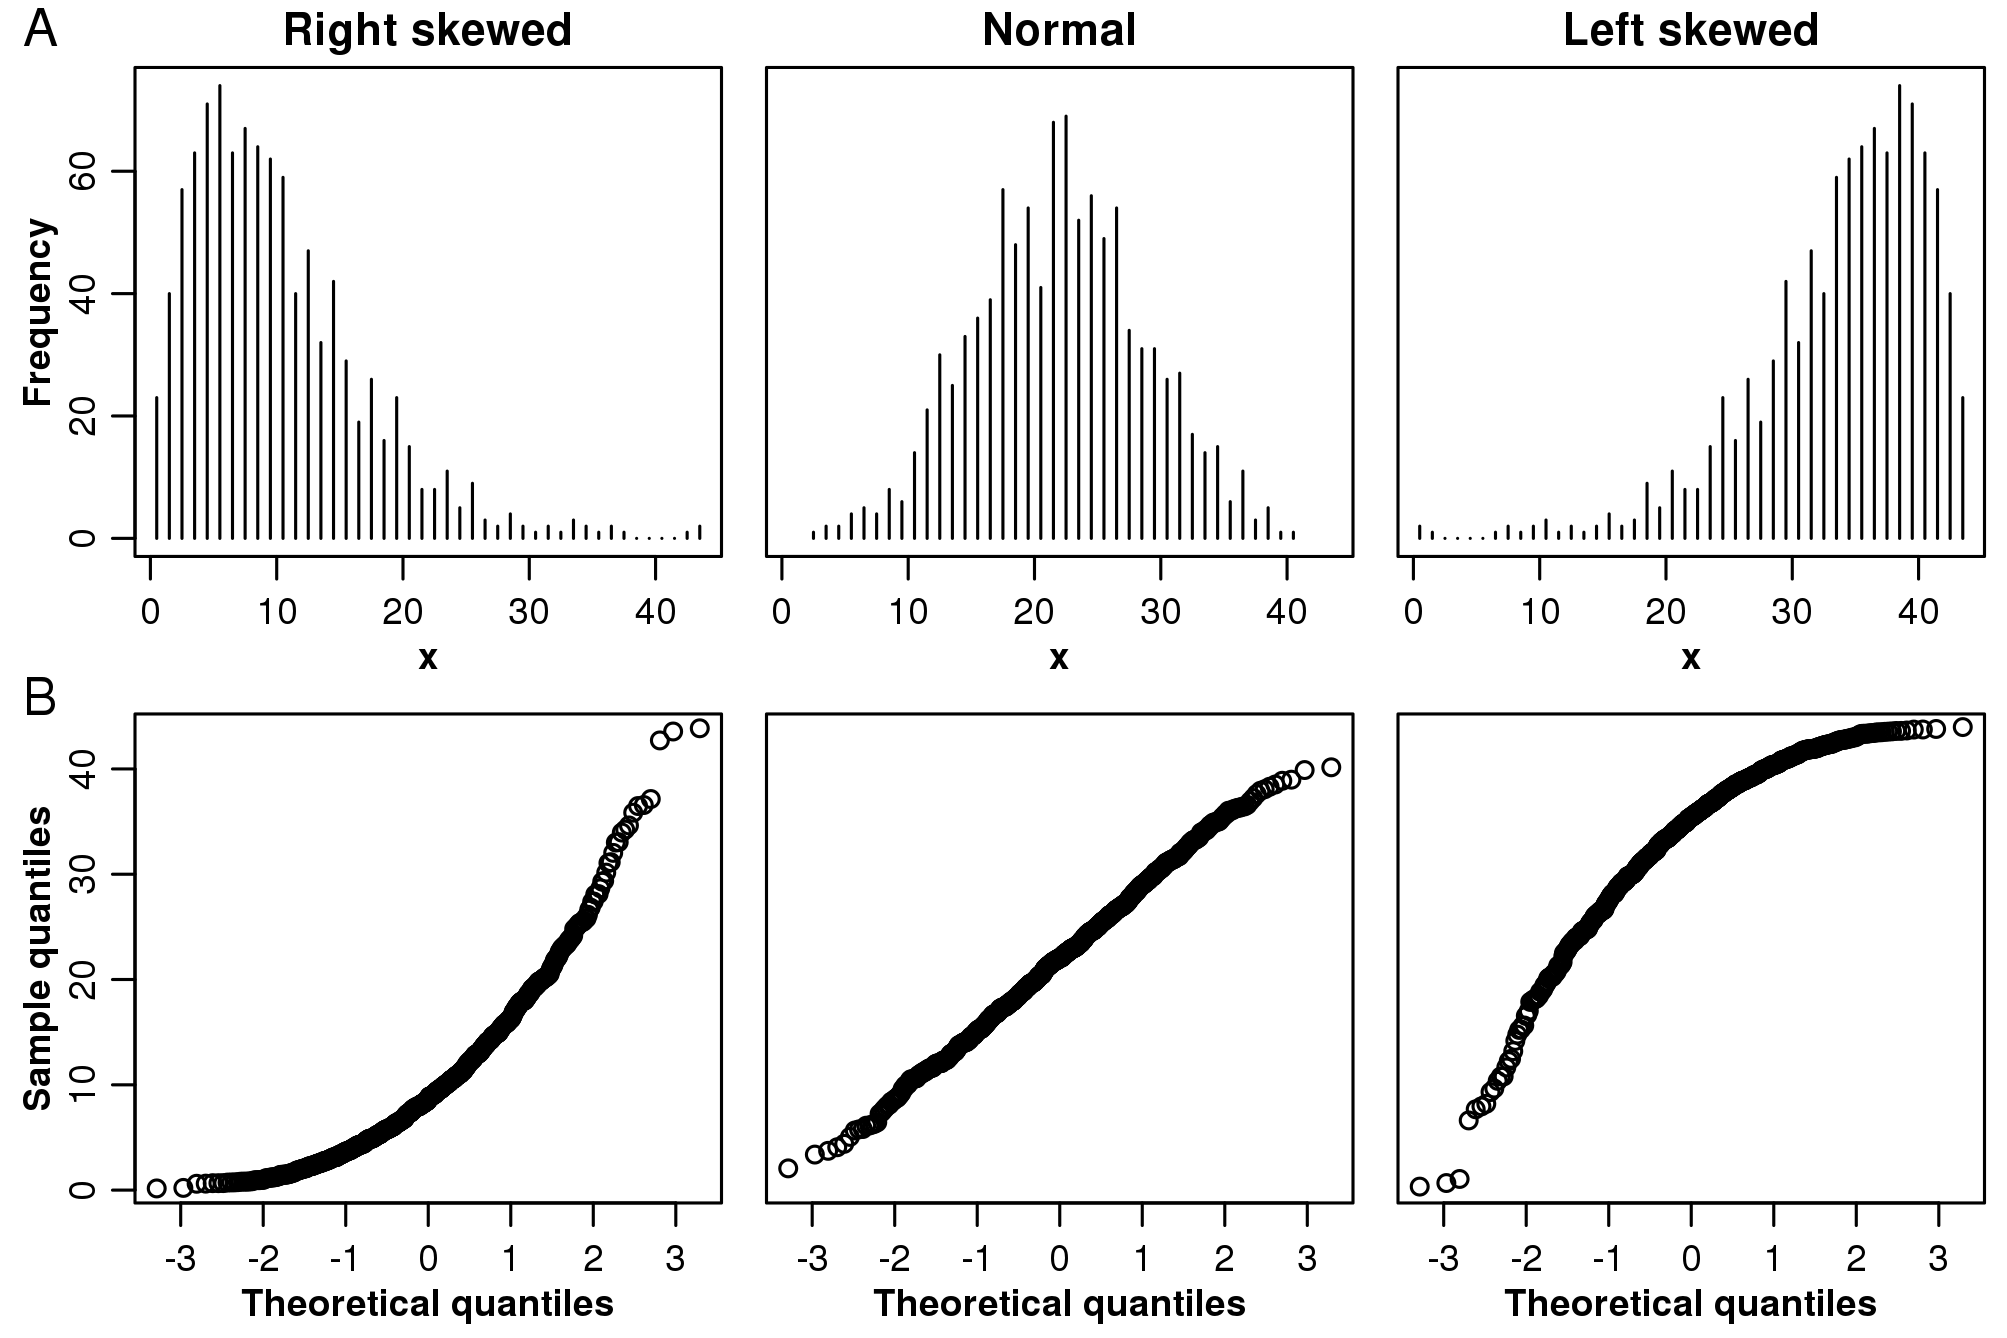 A
Right skewed Normal Left skewed
Frequency
0 20 40 60
0 10 20 30 40 0 10 20 30 40 0 10 20 30 40
x x x
B
Sample quantiles
0 10 20 30 40
-3 -2 -1 0 1 2 3 -3 -2 -1 0 1 2 3 -3 -2 -1 0 1 2 3
Theoretical quantiles Theoretical quantiles Theoretical quantiles